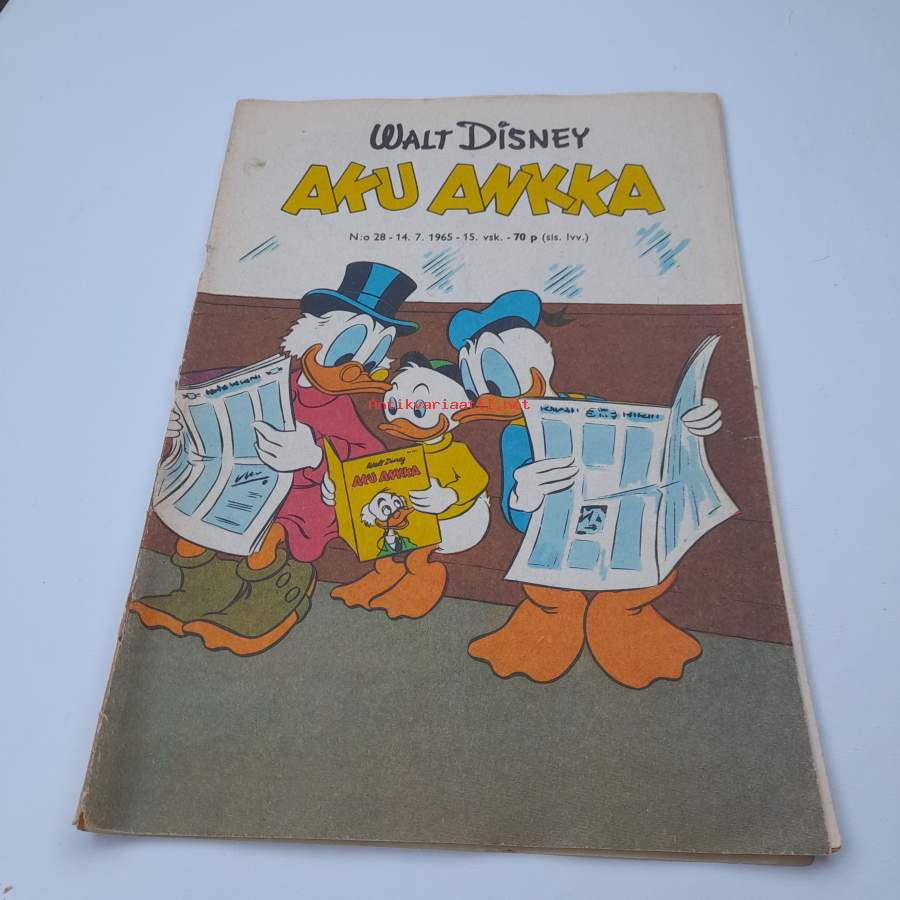 WALT DISNEY
AKU ANKKA
N:o 28 - 14. 7. 1965 - 15. vsk. - 70 p (sis. lvv.)
Antikvariaatti.net
Walt Disney
AKU ANKKA